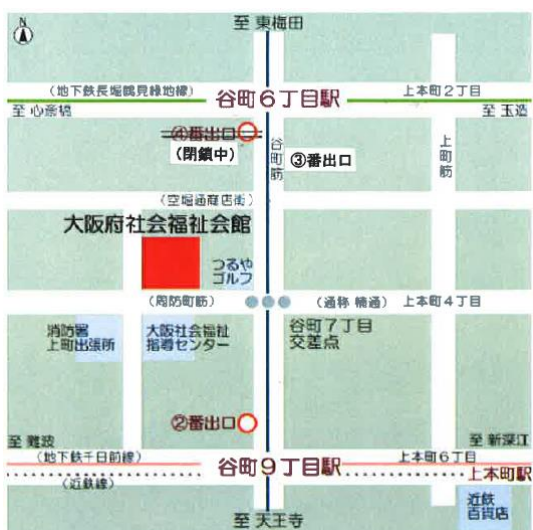 N
至 東梅田
(地下鉄長堀鶴見緑地線)
谷町6丁目駅
上本町2丁目
至 心斎橋
至 玉造
④番出口
(閉鎖中)
谷町筋
③番出口
上町筋
(空堀通商店街)
大阪府社会福祉会館
つるや
ゴルフ
(周防町筋)
(通称 楠通)
上本町4丁目
消防署
上町出張所
大阪社会福祉
指導センター
谷町7丁目
交差点
②番出口
至 難波
至 新深江
(地下鉄千日前線)
谷町9丁目駅
上本町6丁目
(近鉄線)
上本町駅
近鉄
百貨店
至 天王寺